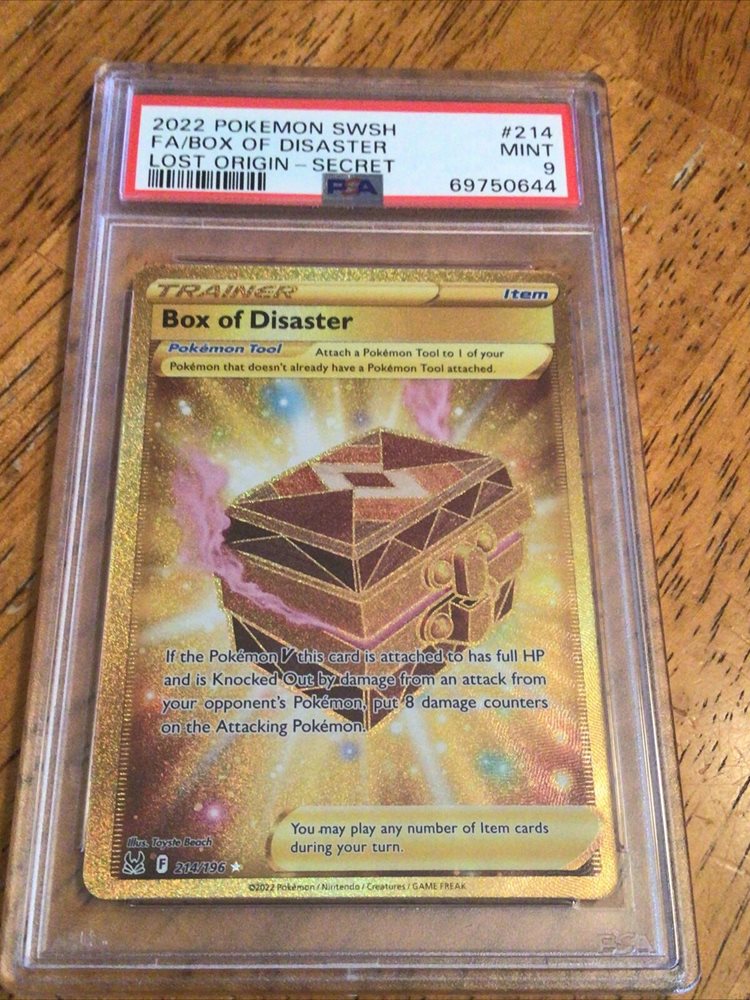 2022 POKEMON SWSH #214
FA/BOX OF DISASTER MINT
LOST ORIGIN - SECRET 9
PSA 69750644
TRAINER Item
Box of Disaster
Pokémon Tool Attach a Pokémon Tool to 1 of your
Pokémon that doesn't already have a Pokémon Tool attached.
If the Pokémon V this card is attached to has full HP
and is Knocked Out by damage from an attack from
your opponent's Pokémon, put 8 damage counters
on the Attacking Pokémon.
You may play any number of Item cards
during your turn.
Illus. Toyste Beach
F 214/196
©2022 Pokémon / Nintendo / Creatures / GAME FREAK
PSA